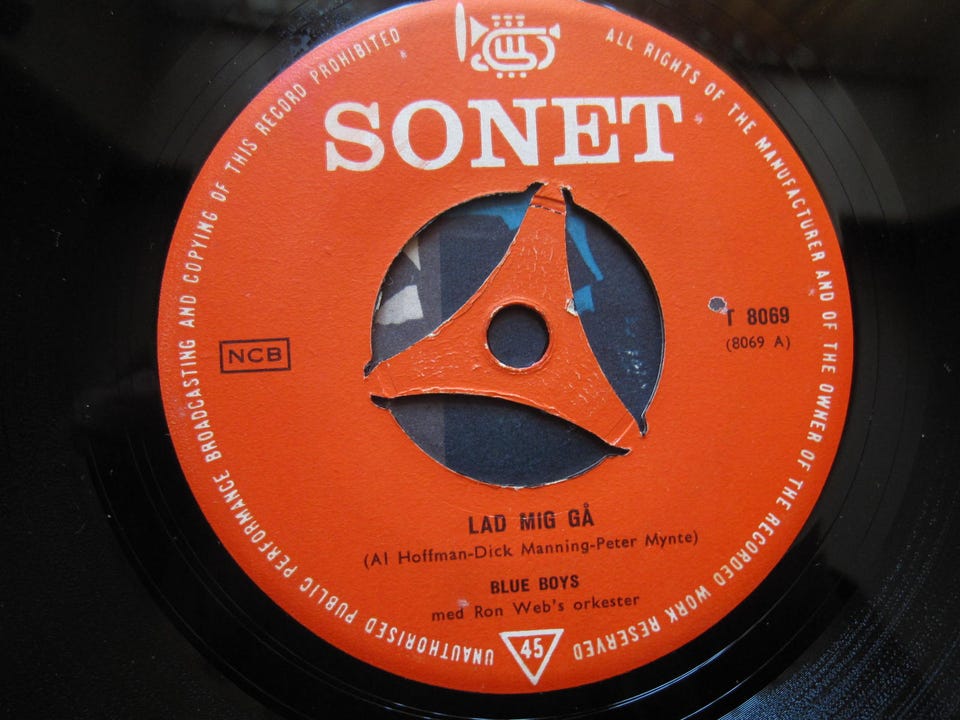 SONET
UNAUTHORISED PUBLIC PERFORMANCE BROADCASTING AND COPYING OF THIS RECORD PROHIBITED
ALL RIGHTS OF THE MANUFACTURER AND OF THE OWNER OF THE RECORDED WORK RESERVED
NCB
T 8069
(8069 A)
LAD MIG GÅ
(Al Hoffman-Dick Manning-Peter Mynte)
BLUE BOYS
med Ron Web's orkester
45